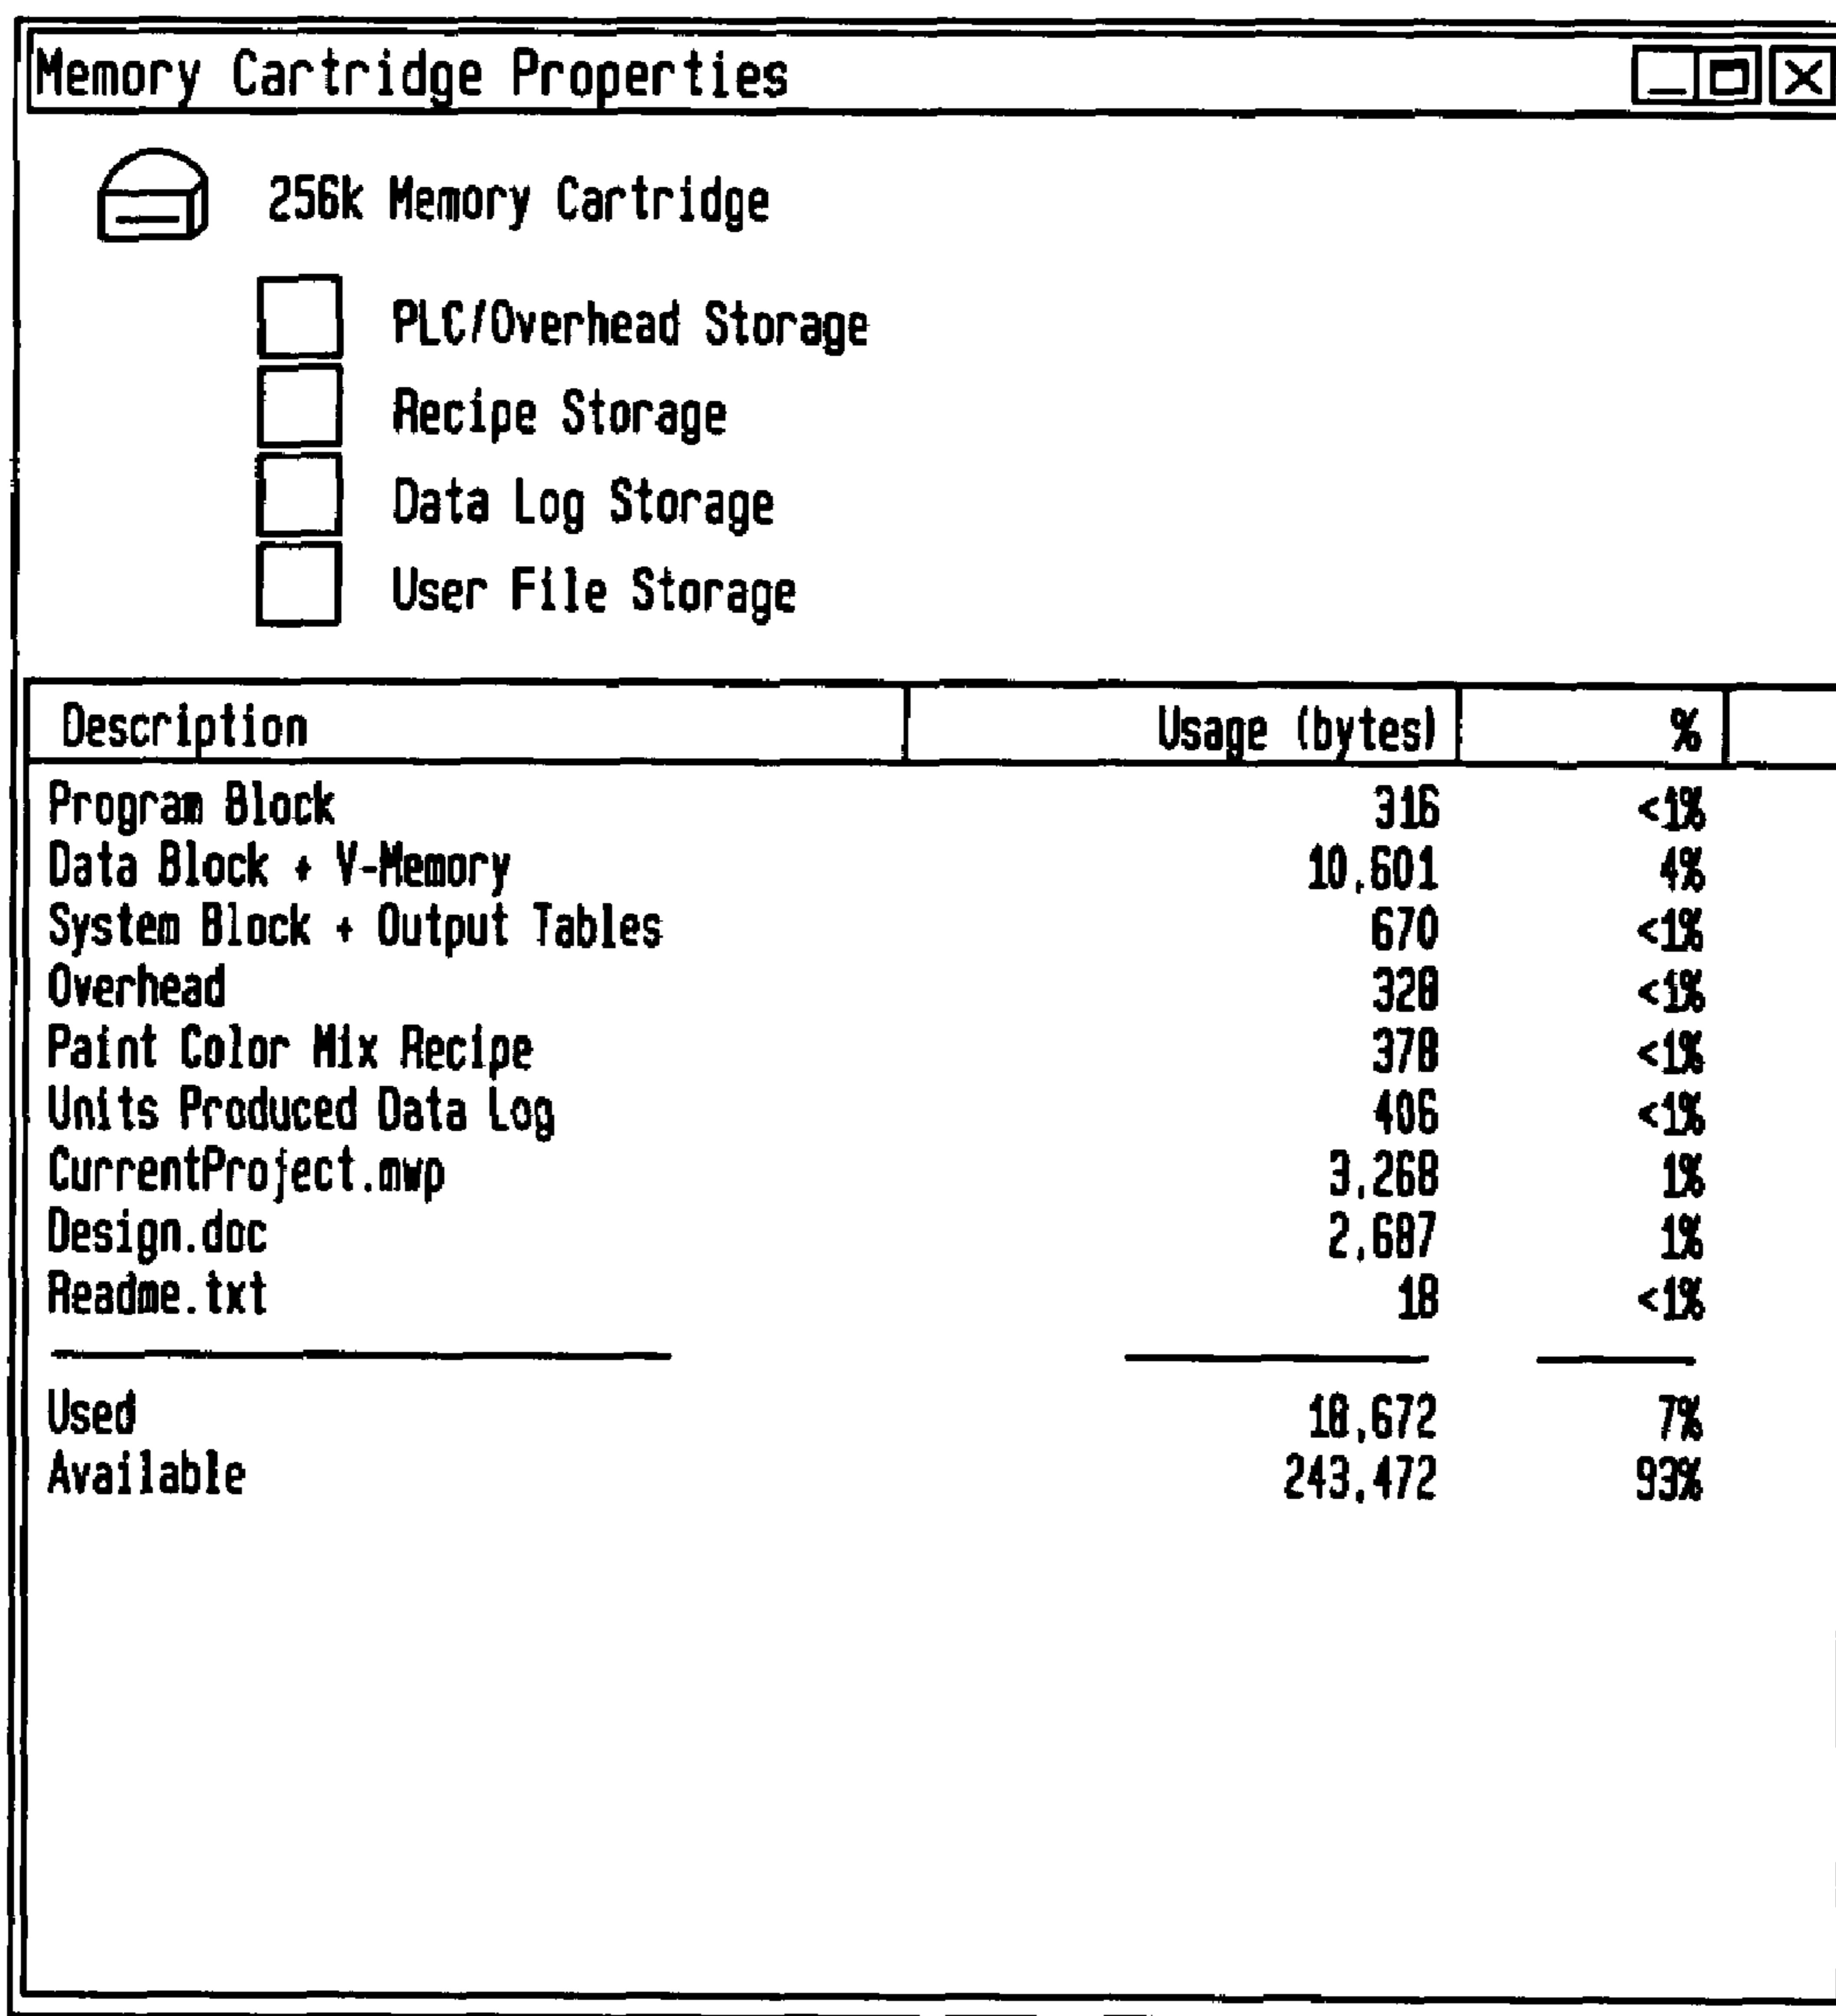 Memory Cartridge Properties
256k Memory Cartridge
PLC/Overhead Storage
Recipe Storage
Data Log Storage
User File Storage
Description Usage (bytes) %
Program Block 316 <1%
Data Block + V-Memory 10,601 4%
System Block + Output Tables 670 <1%
Overhead 328 <1%
Paint Color Mix Recipe 378 <1%
Units Produced Data Log 406 <1%
CurrentProject.mwp 3,268 1%
Design.doc 2,687 1%
Readme.txt 18 <1%
Used 18,672 7%
Available 243,472 93%